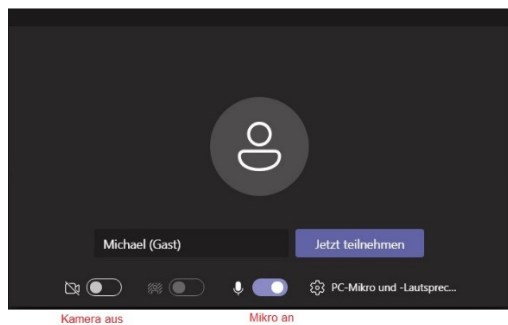 Michael (Gast)
Jetzt teilnehmen
PC-Mikro und -Lautsprec...
Kamera aus
Mikro an